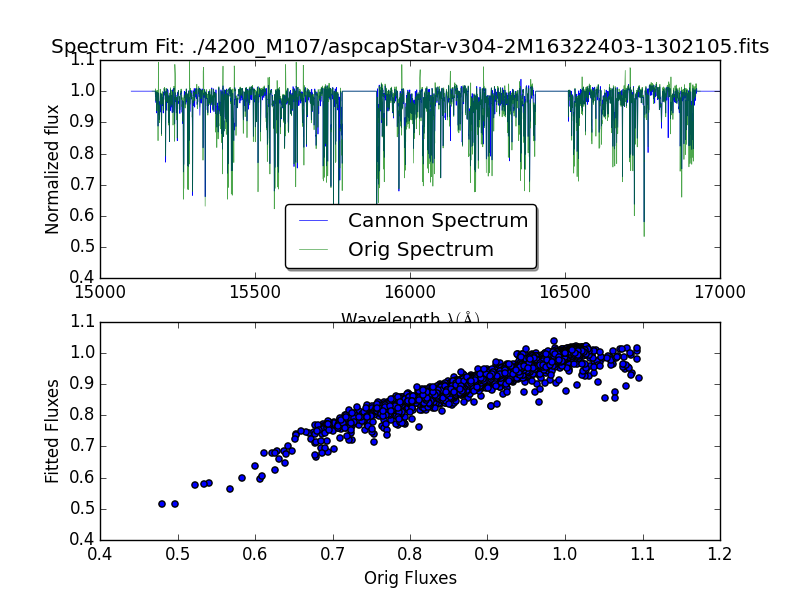 Spectrum Fit: ./4200_M107/aspcapStar-v304-2M16322403-1302105.fits
1.1
1.0
0.9
0.8
0.7
0.6
0.5
0.4
Normalized flux
Cannon Spectrum
Orig Spectrum
15000 15500 16000 16500 17000
Wavelength λ(Å)
1.1
1.0
0.9
0.8
0.7
0.6
0.5
0.4
Fitted Fluxes
0.4 0.5 0.6 0.7 0.8 0.9 1.0 1.1 1.2
Orig Fluxes